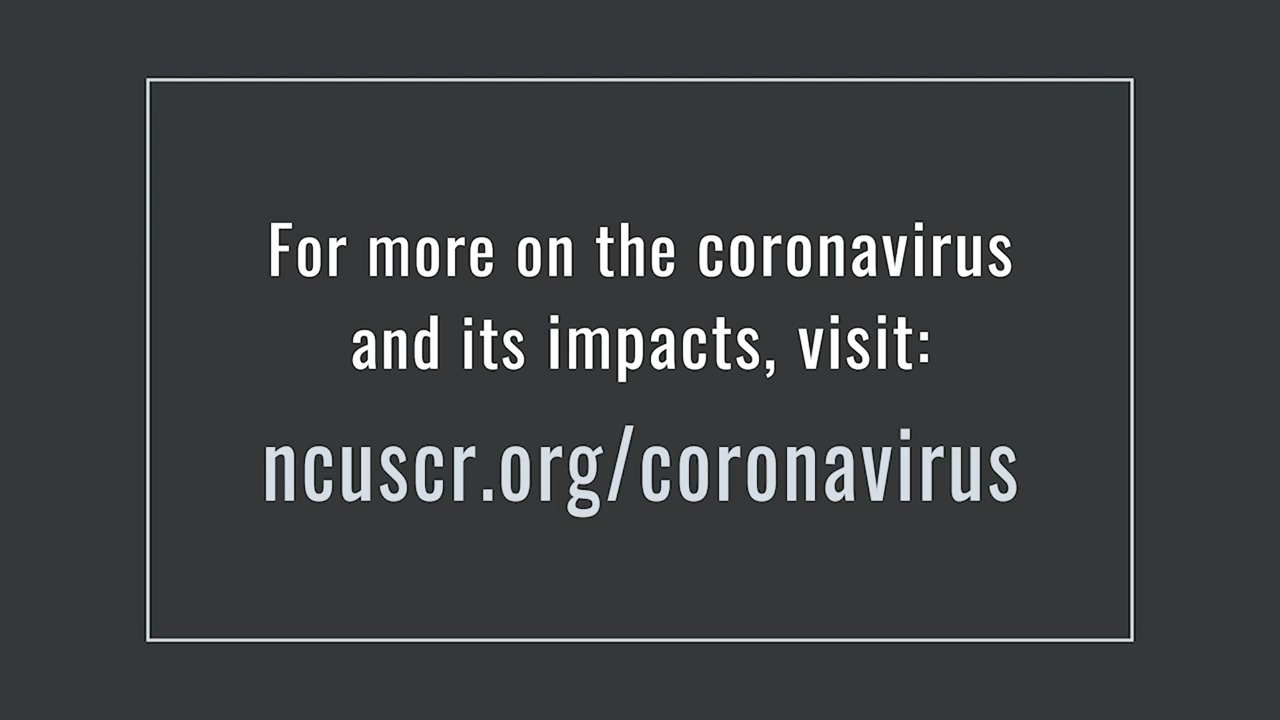 For more on the coronavirus
and its impacts, visit:
ncuscr.org/coronavirus